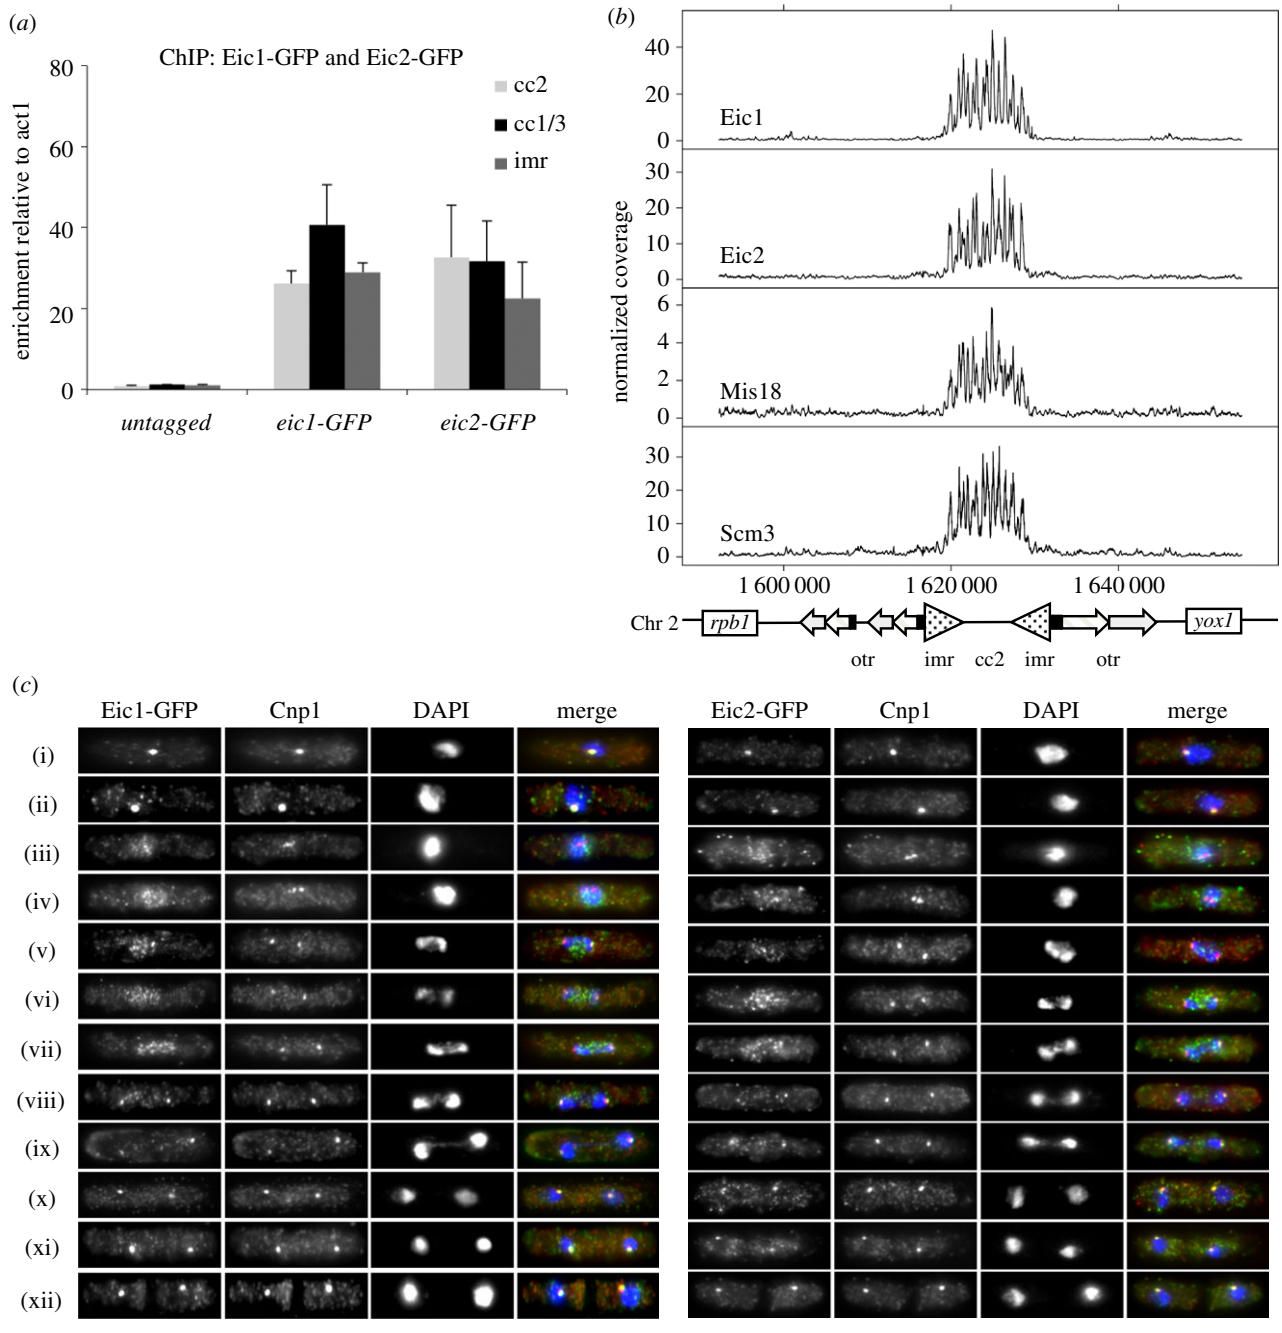 (a)
ChIP: Eic1-GFP and Eic2-GFP
enrichment relative to act1
80
60
40
20
0
cc2
cc1/3
imr
untagged eic1-GFP eic2-GFP
(b)
normalized coverage
40
20
0
Eic1
30
20
10
0
Eic2
6
4
2
0
Mis18
30
20
10
0
Scm3
1 600 000 1 620 000 1 640 000
Chr 2 rpb1 yox1
otr imr cc2 imr otr
(c)
Eic1-GFP Cnp1 DAPI merge Eic2-GFP Cnp1 DAPI merge
(i)
(ii)
(iii)
(iv)
(v)
(vi)
(vii)
(viii)
(ix)
(x)
(xi)
(xii)